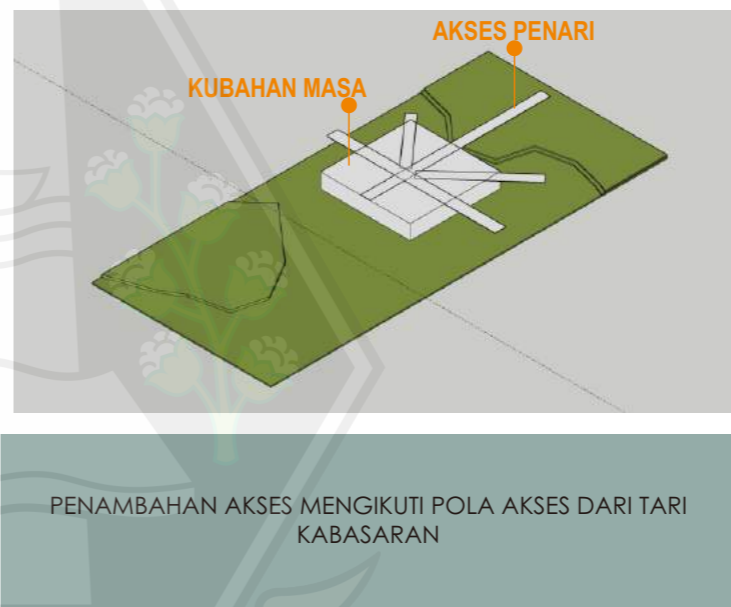 AKSES PENARI
KUBAHAN MASA
PENAMBAHAN AKSES MENGIKUTI POLA AKSES DARI TARI
KABASARAN